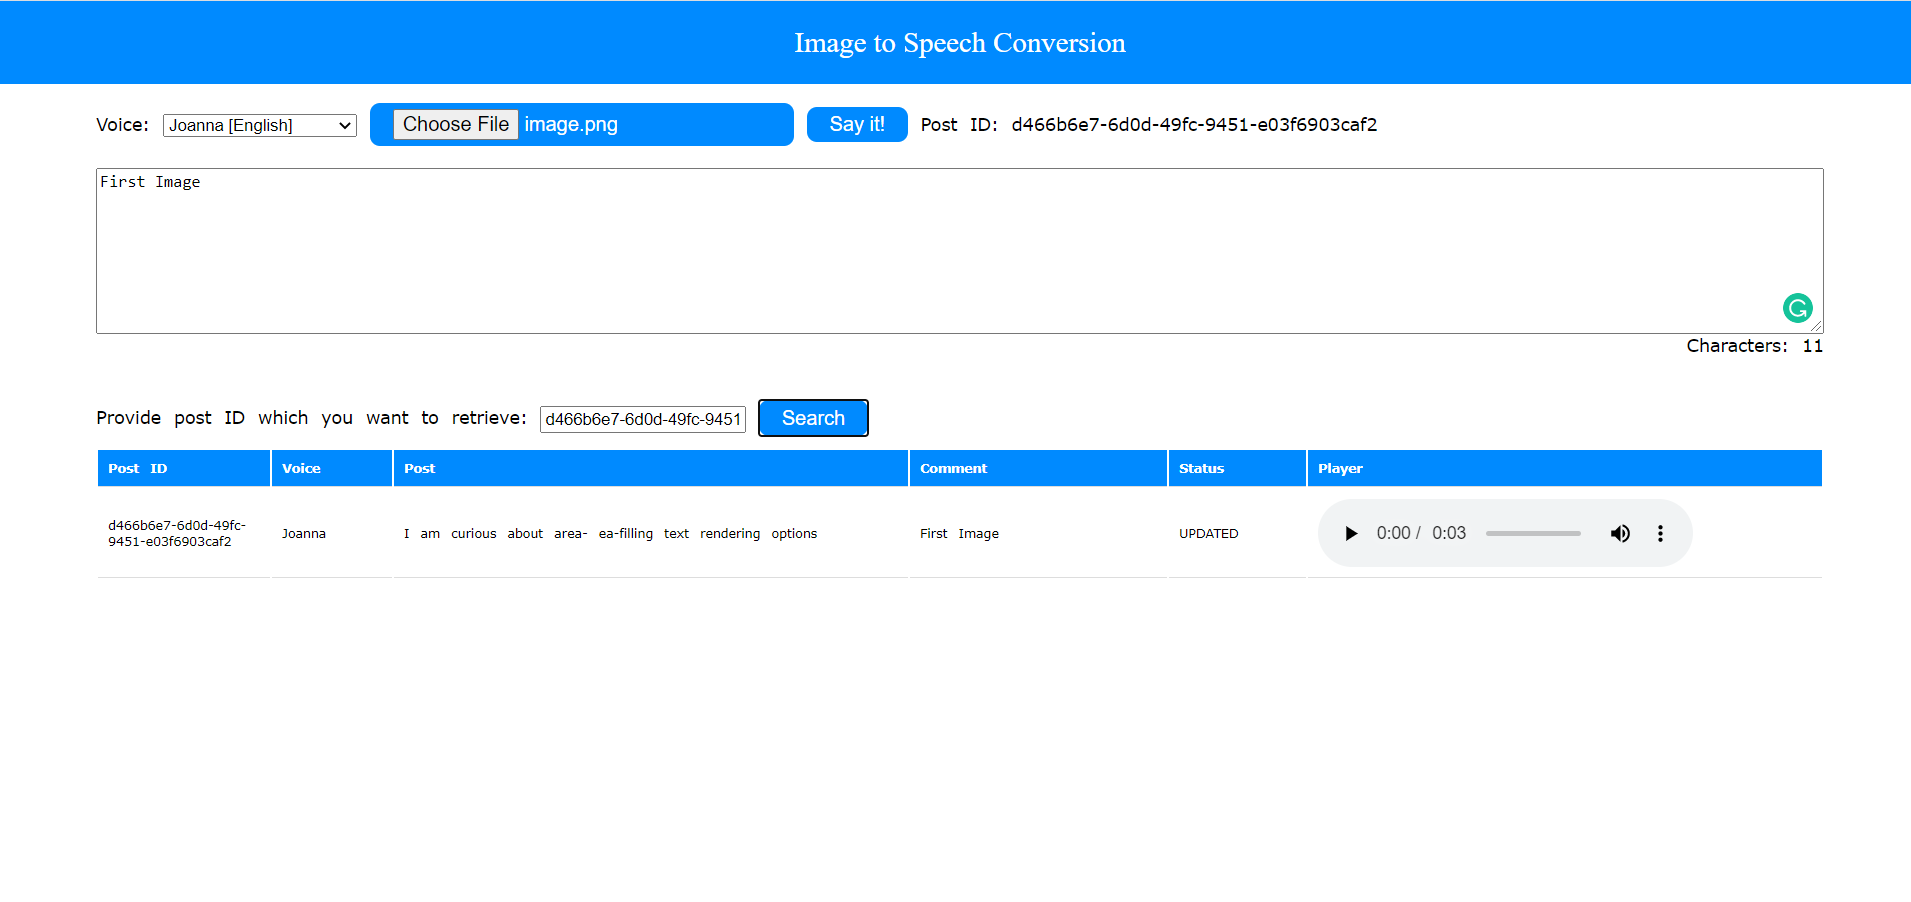 Image to Speech Conversion
Voice: Joanna [English] Choose File image.png Say it! Post ID: d466b6e7-6d0d-49fc-9451-e03f6903caf2
First Image
Characters: 11
Provide post ID which you want to retrieve: d466b6e7-6d0d-49fc-9451 Search
Post ID Voice Post Comment Status Player
d466b6e7-6d0d-49fc-
9451-e03f6903caf2
Joanna I am curious about area- ea-filling text rendering options First Image UPDATED 0:00 / 0:03